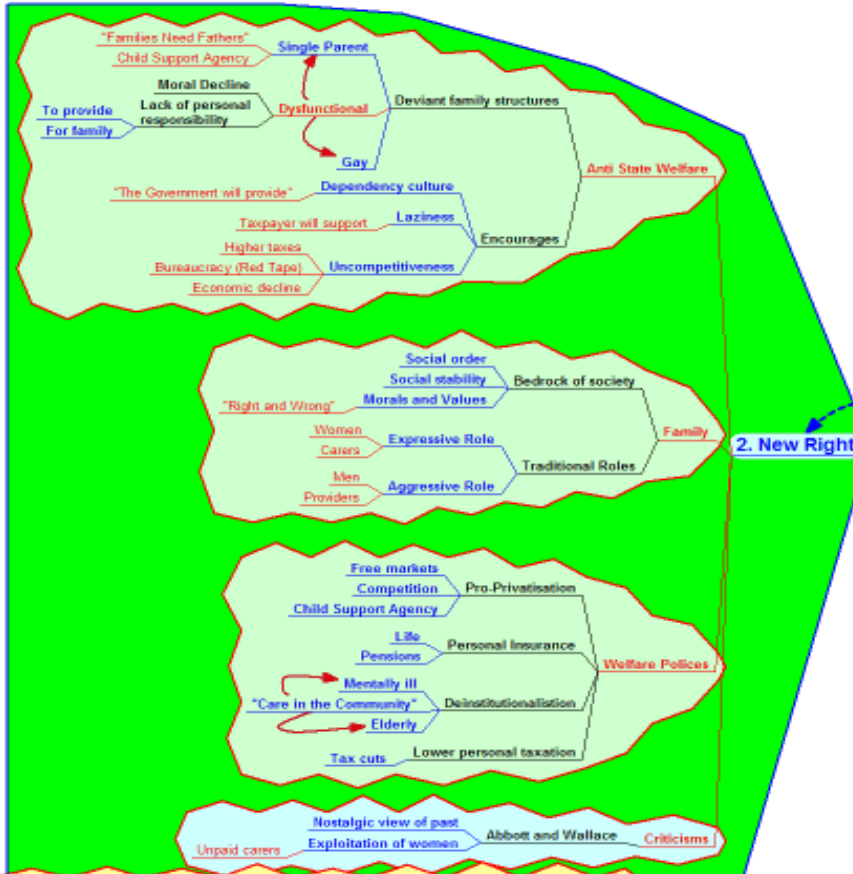 "Families Need Fathers"
Single Parent
Child Support Agency
Moral Decline
To provide
Lack of personal
responsibility
Dysfunctional
Deviant family structures
For family
Gay
Anti State Welfare
Dependency culture
"The Government will provide"
Laziness
Taxpayer will support
Encourages
Higher taxes
Bureaucracy (Red Tape)
Uncompetitiveness
Economic decline
Social order
Social stability
Bedrock of society
Morals and Values
"Right and Wrong"
Women
Expressive Role
Family
Carers
2. New Right
Traditional Roles
Men
Aggressive Role
Providers
Free markets
Competition
Pro-Privatisation
Child Support Agency
Life
Personal Insurance
Pensions
Welfare Polices
Mentally ill
"Care in the Community"
Deinstitutionalistion
Elderly
Lower personal taxation
Tax cuts
Nostalgic view of past
Abbott and Wallace
Criticisms
Exploitation of women
Unpaid carers